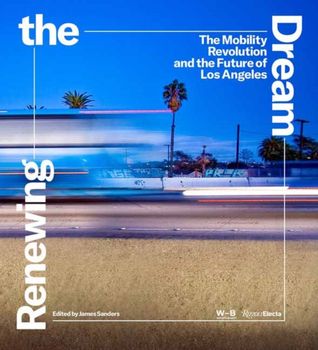 Renewing
the
Dream
The Mobility
Revolution
and the Future of
Los Angeles
Edited by James Sanders
W–B
Rizzoli Electa